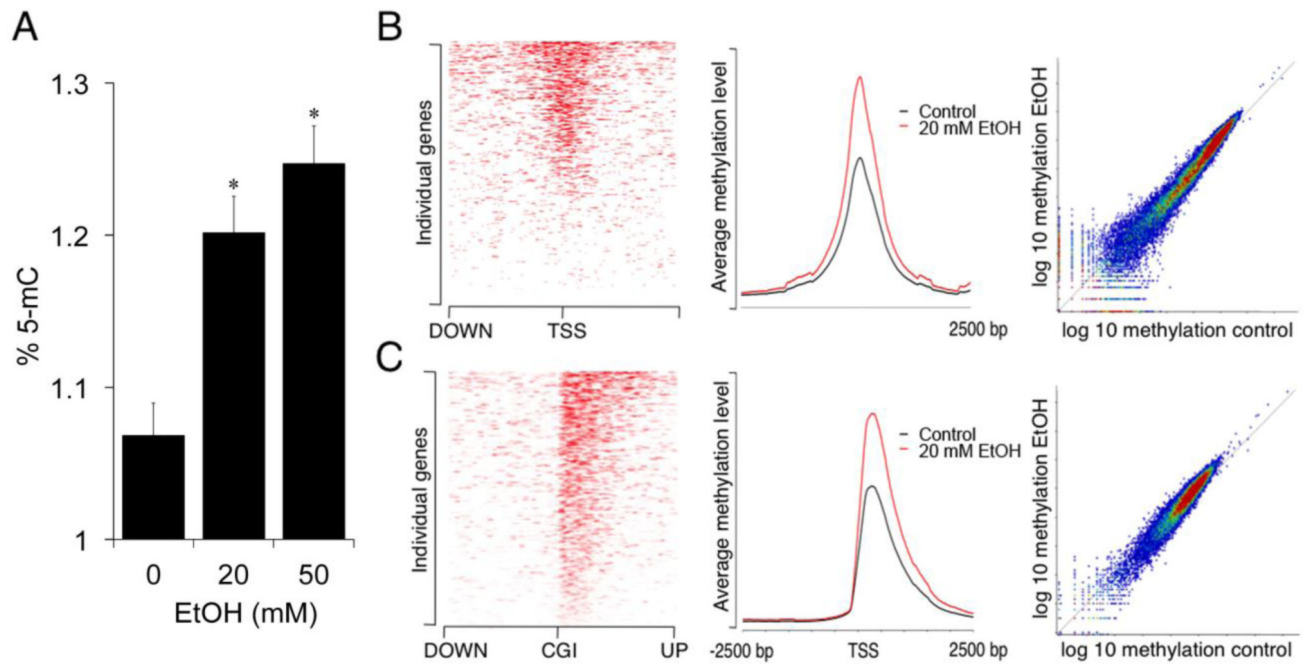 A
% 5-mC
1.3
1.2
1.1
1
*
*
0 20 50
EtOH (mM)
B
Individual genes
DOWN TSS
Average methylation level
Control
20 mM EtOH
2500 bp
log 10 methylation EtOH
log 10 methylation control
C
Individual genes
DOWN CGI UP
Average methylation level
Control
20 mM EtOH
-2500 bp TSS 2500 bp
log 10 methylation EtOH
log 10 methylation control